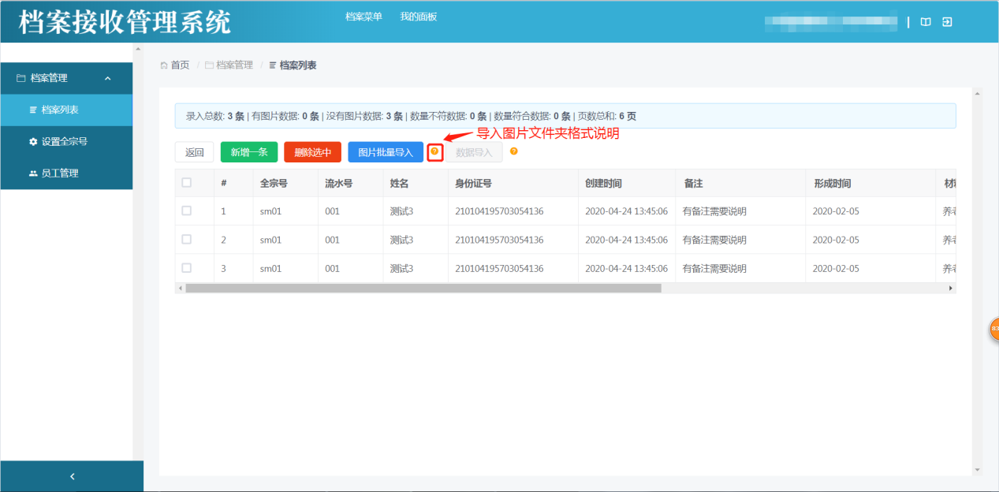 档案接收管理系统
档案菜单 我的面板
档案管理
档案列表
设置全宗号
员工管理
首页 / 档案管理 / 档案列表
录入总数: 3 条 | 有图片数据: 0 条 | 没有图片数据: 3 条 | 数量不符数据: 0 条 | 数量符合数据: 0 条 | 页数总和: 6 页
导入图片文件夹格式说明
返回 新增一条 删除选中 图片批量导入 ? 数据导入 ?
# 全宗号 流水号 姓名 身份证号 创建时间 备注 形成时间
1 sm01 001 测试3 210104195703054136 2020-04-24 13:45:06 有备注需要说明 2020-02-05
2 sm01 001 测试3 210104195703054136 2020-04-24 13:45:06 有备注需要说明 2020-02-05
3 sm01 001 测试3 210104195703054136 2020-04-24 13:45:06 有备注需要说明 2020-02-05